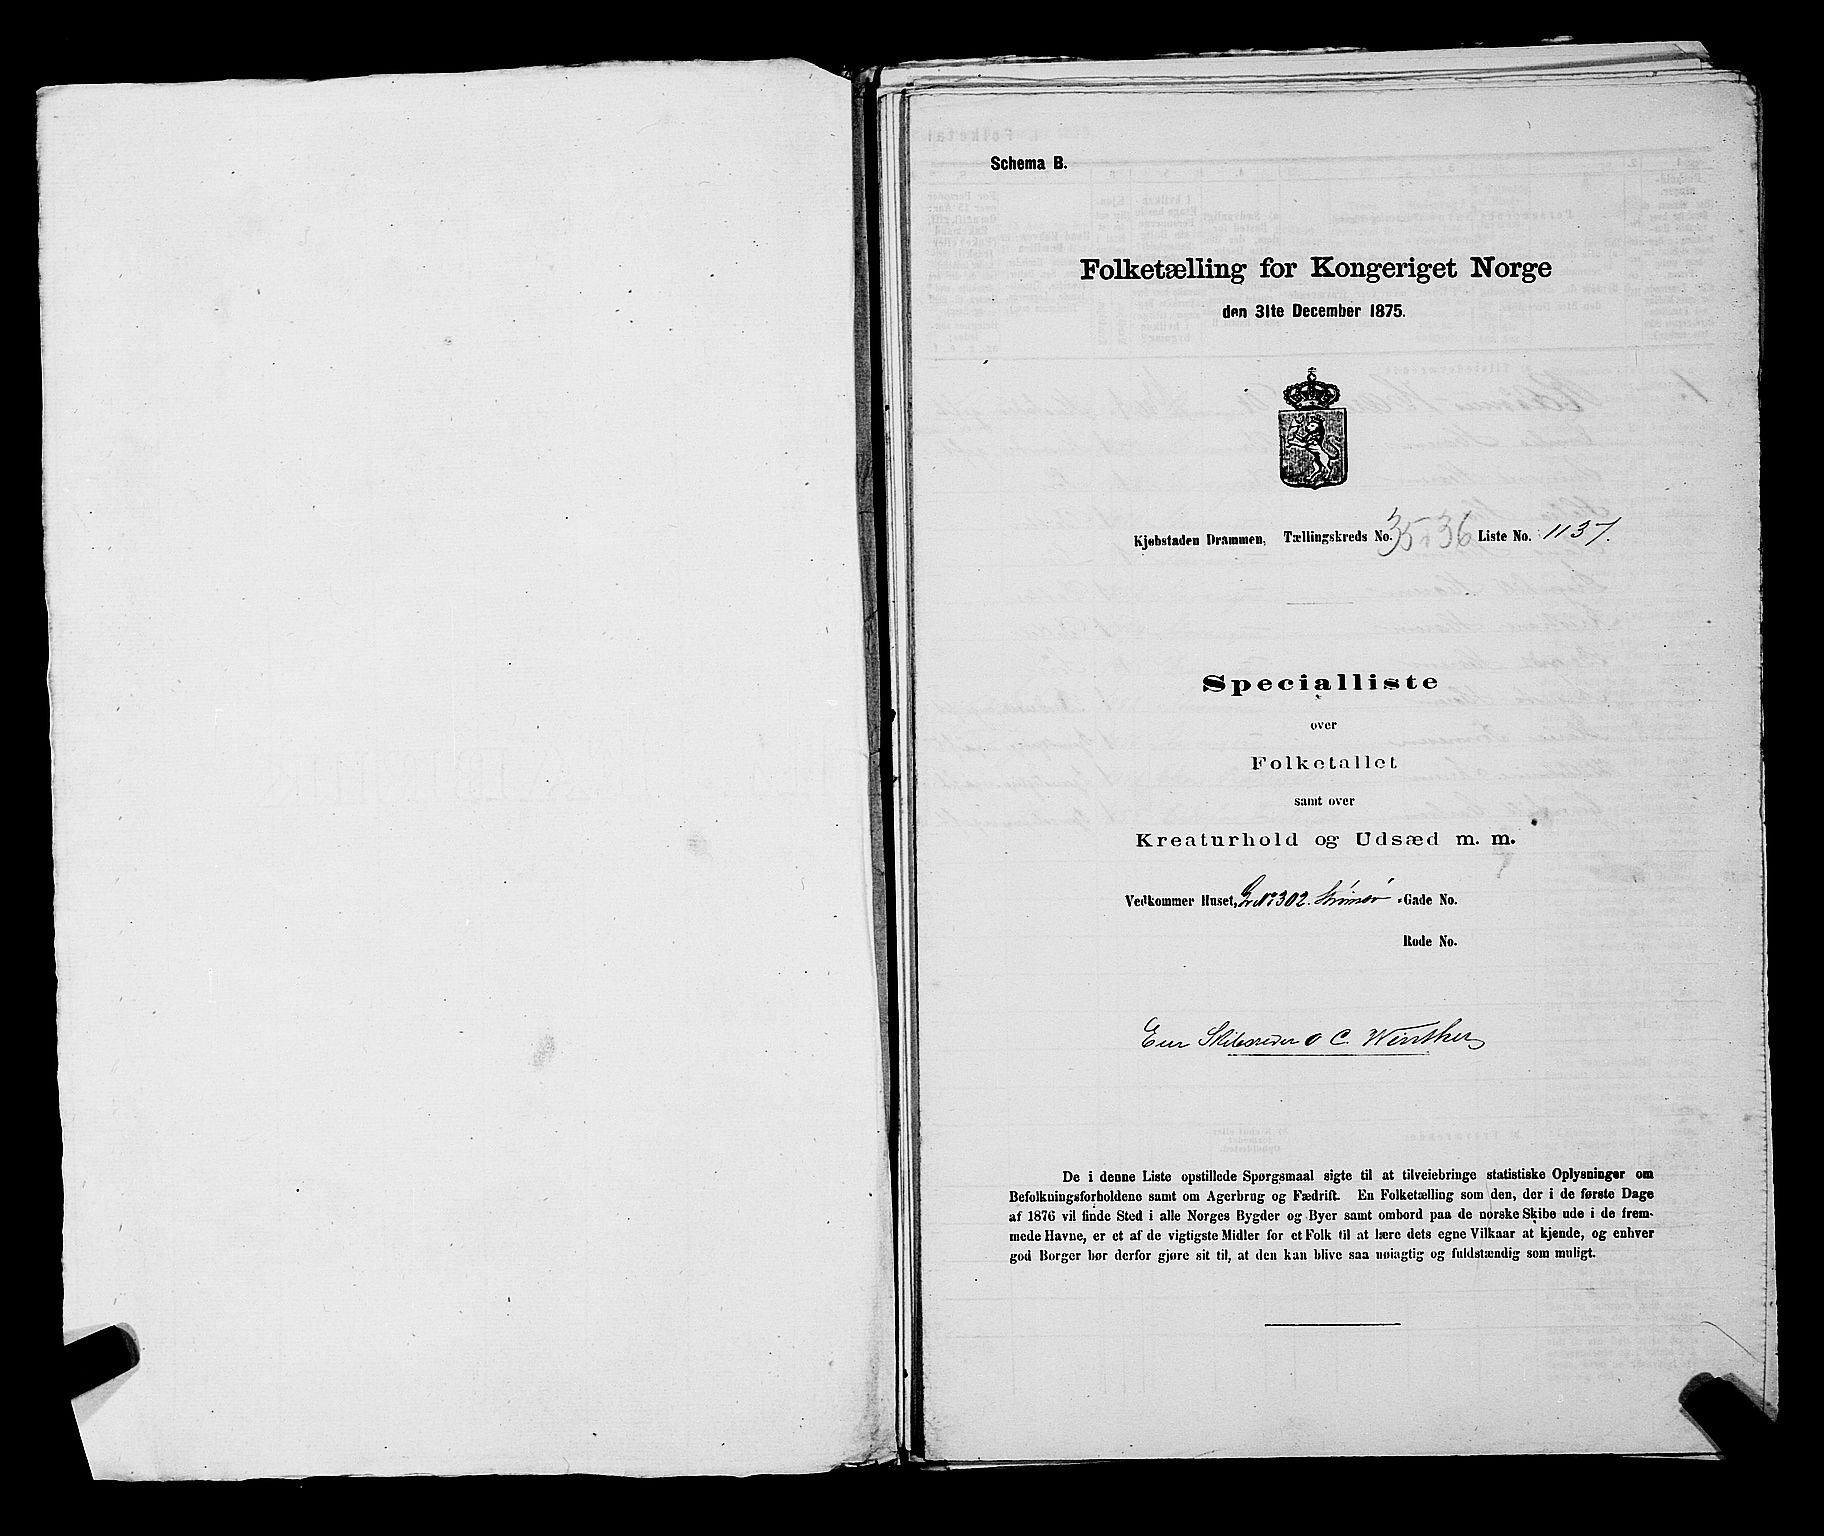 Schema B.
Folketælling for Kongeriget Norge
den 31te December 1875.
Kjøbstaden Drammen, Tællingskreds No. 35 & 36 Liste No. 1137.
Specialliste
over
Folketallet
samt over
Kreaturhold og Udsæd m. m.
Vedkommer Huset, 302. Strømsø -Gade No.
Rode No.
Eier Skibsreder O C. Winther
De i denne Liste opstillede Spørgsmaal sigte til at tilveiebringe statistiske Oplysninger om
Befolkningsforholdene samt om Agerbrug og Fædrift. En Folketælling som den, der i de første Dage
af 1876 vil finde Sted i alle Norges Bygder og Byer samt ombord paa de norske Skibe ude i de frem-
mede Havne, er et af de vigtigste Midler for et Folk til at lære dets egne Vilkaar at kjende, og enhver
god Borger bør derfor gjøre sit til, at den kan blive saa nøiagtig og fuldstændig som muligt.